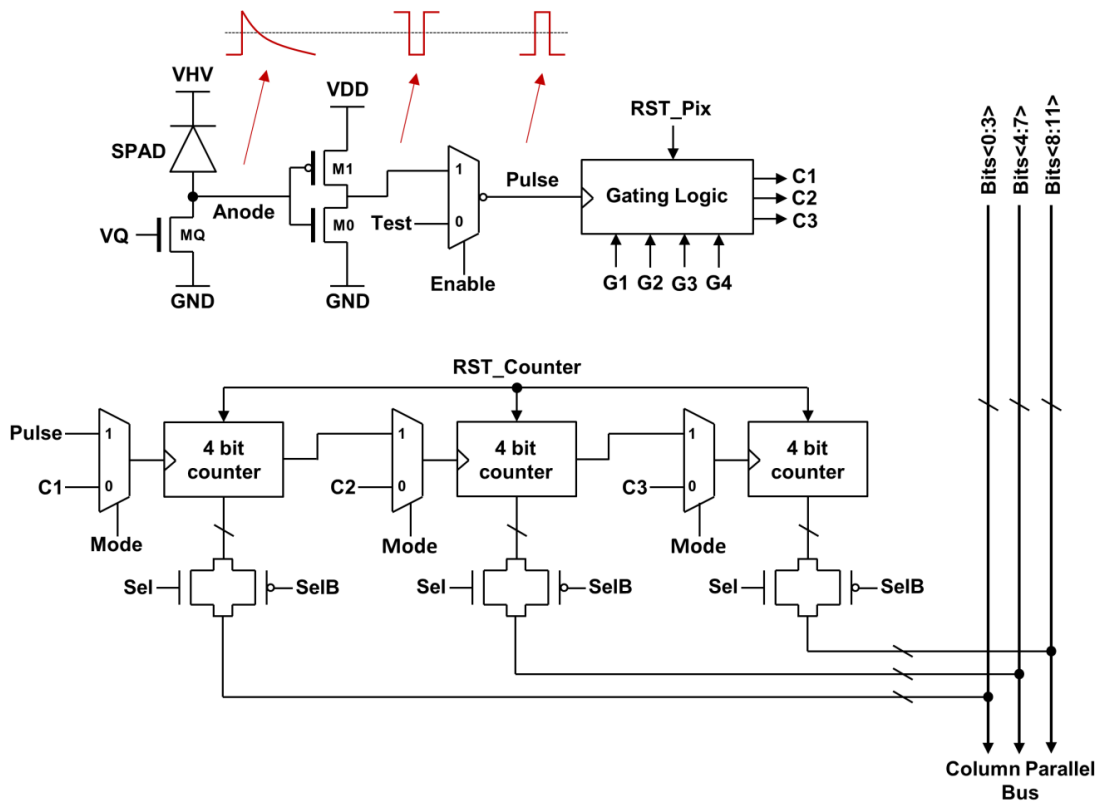 VHV
VDD
RST_Pix
SPAD
M1
1
Pulse
Gating Logic
C1
C2
C3
Anode
M0
VQ
MQ
Test
0
GND
GND
Enable
G1 G2 G3 G4
Bits<0:3>
Bits<4:7>
Bits<8:11>
RST_Counter
Pulse
1
4 bit
counter
1
4 bit
counter
1
4 bit
counter
C1
0
C2
0
C3
0
Mode
Mode
Mode
Sel
SelB
Sel
SelB
Sel
SelB
Column Parallel
Bus